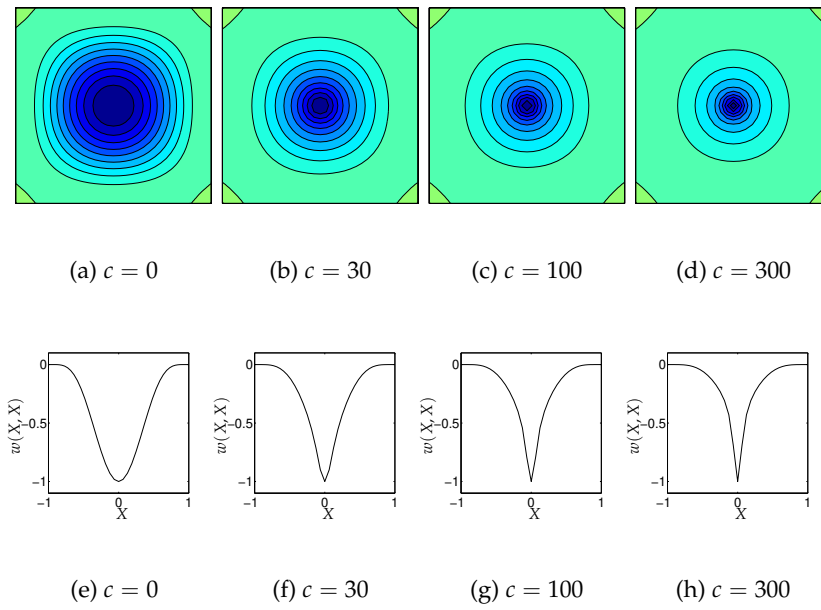 (a) c = 0
(b) c = 30
(c) c = 100
(d) c = 300
0
−0.5
−1
−1 0 1
w(X, X)
X
0
−0.5
−1
−1 0 1
w(X, X)
X
0
−0.5
−1
−1 0 1
w(X, X)
X
0
−0.5
−1
−1 0 1
w(X, X)
X
(e) c = 0
(f) c = 30
(g) c = 100
(h) c = 300